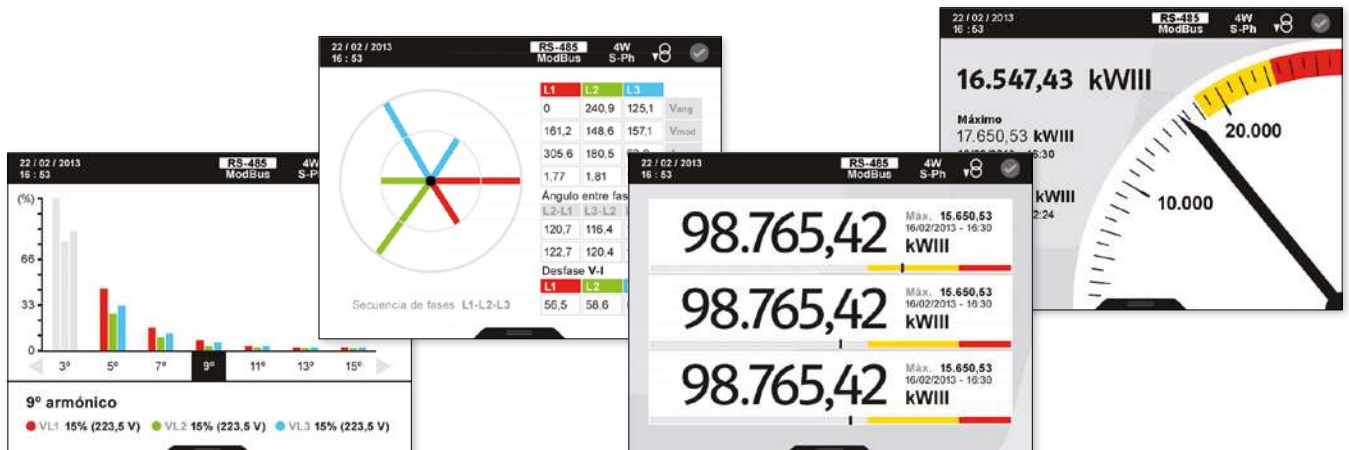 22 / 02 / 2013
16 : 53
RS-485
ModBus
4W
S-Ph
16.547,43 kWIII
Máximo
17.650,53 kWIII
20.000
10.000
kWIII
22 / 02 / 2013
16 : 53
RS-485
ModBus
4W
S-Ph
L1 L2 L3
0 240,9 125,1 Vang
161,2 148,6 157,1 Vmod
305,6 180,5
1,77 1,81
Ángulo entre fas
L2-L1 L3-L2
120,7 116,4
122,7 120,4
Desfase V-I
L1 L2
56,5 58,6
Secuencia de fases L1-L2-L3
22 / 02 / 2013
16 : 53
RS-485
ModBus
4W
(%)
66
33
0
3º 5º 7º 9º 11º 13º 15º
9º armónico
VL1 15% (223,5 V) VL2 15% (223,5 V) VL3 15% (223,5 V)
22 / 02 / 2013
16 : 53
RS-485
ModBus
4W
S-Ph
98.765,42
Máx. 15.650,53
16/02/2013 - 16:30
kWIII
98.765,42
Máx. 15.650,53
16/02/2013 - 16:30
kWIII
98.765,42
Máx. 15.650,53
16/02/2013 - 16:30
kWIII